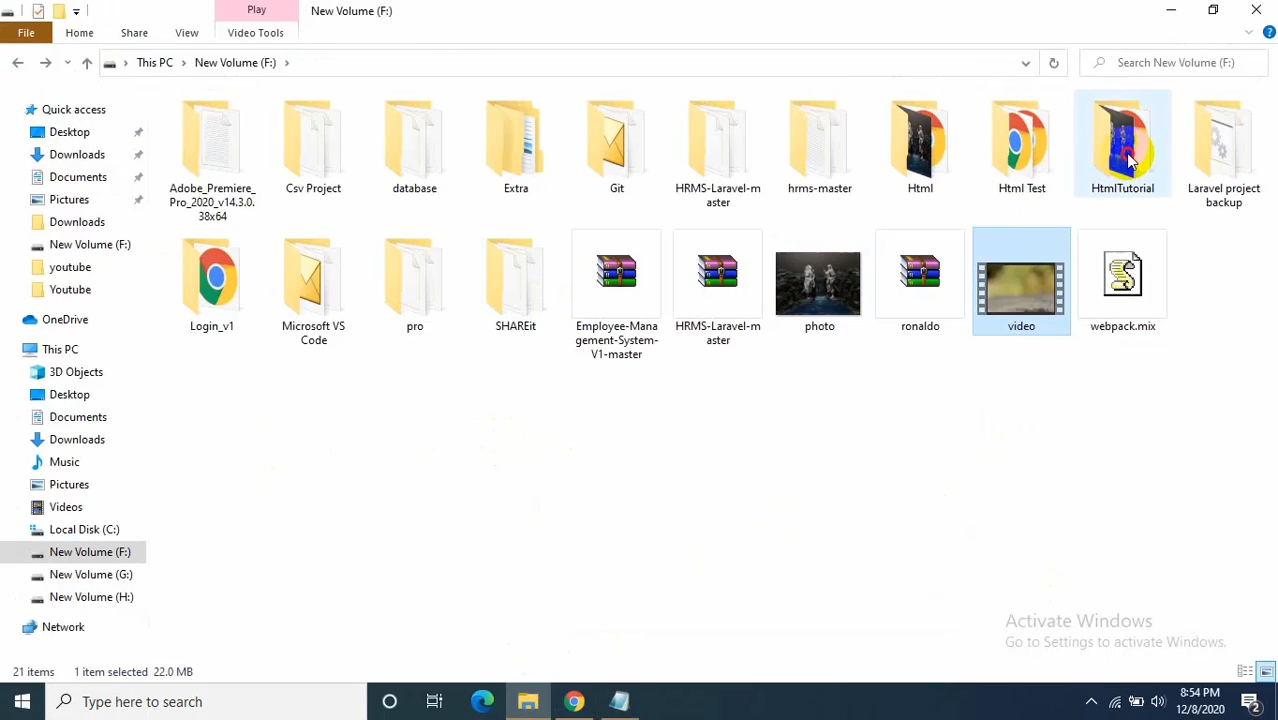 Play
New Volume (F:)
File
Home
Share
View
Video Tools
This PC
New Volume (F:)
Search New Volume (F:)
Quick access
Desktop
Downloads
Documents
Pictures
Downloads
New Volume (F:)
youtube
Youtube
OneDrive
This PC
3D Objects
Desktop
Documents
Downloads
Music
Pictures
Videos
Local Disk (C:)
New Volume (F:)
New Volume (G:)
New Volume (H:)
Network
Adobe_Premiere_
Pro_2020_v14.3.0.
38x64
Csv Project
database
Extra
Git
HRMS-Laravel-m
aster
hrms-master
Html
Html Test
HtmlTutorial
Laravel project
backup
Login_v1
Microsoft VS
Code
pro
SHAREit
Employee-Mana
gement-System-
V1-master
HRMS-Laravel-m
aster
photo
ronaldo
video
webpack.mix
Activate Windows
Go to Settings to activate Windows.
21 items
1 item selected 22.0 MB
Type here to search
8:54 PM
12/8/2020
2